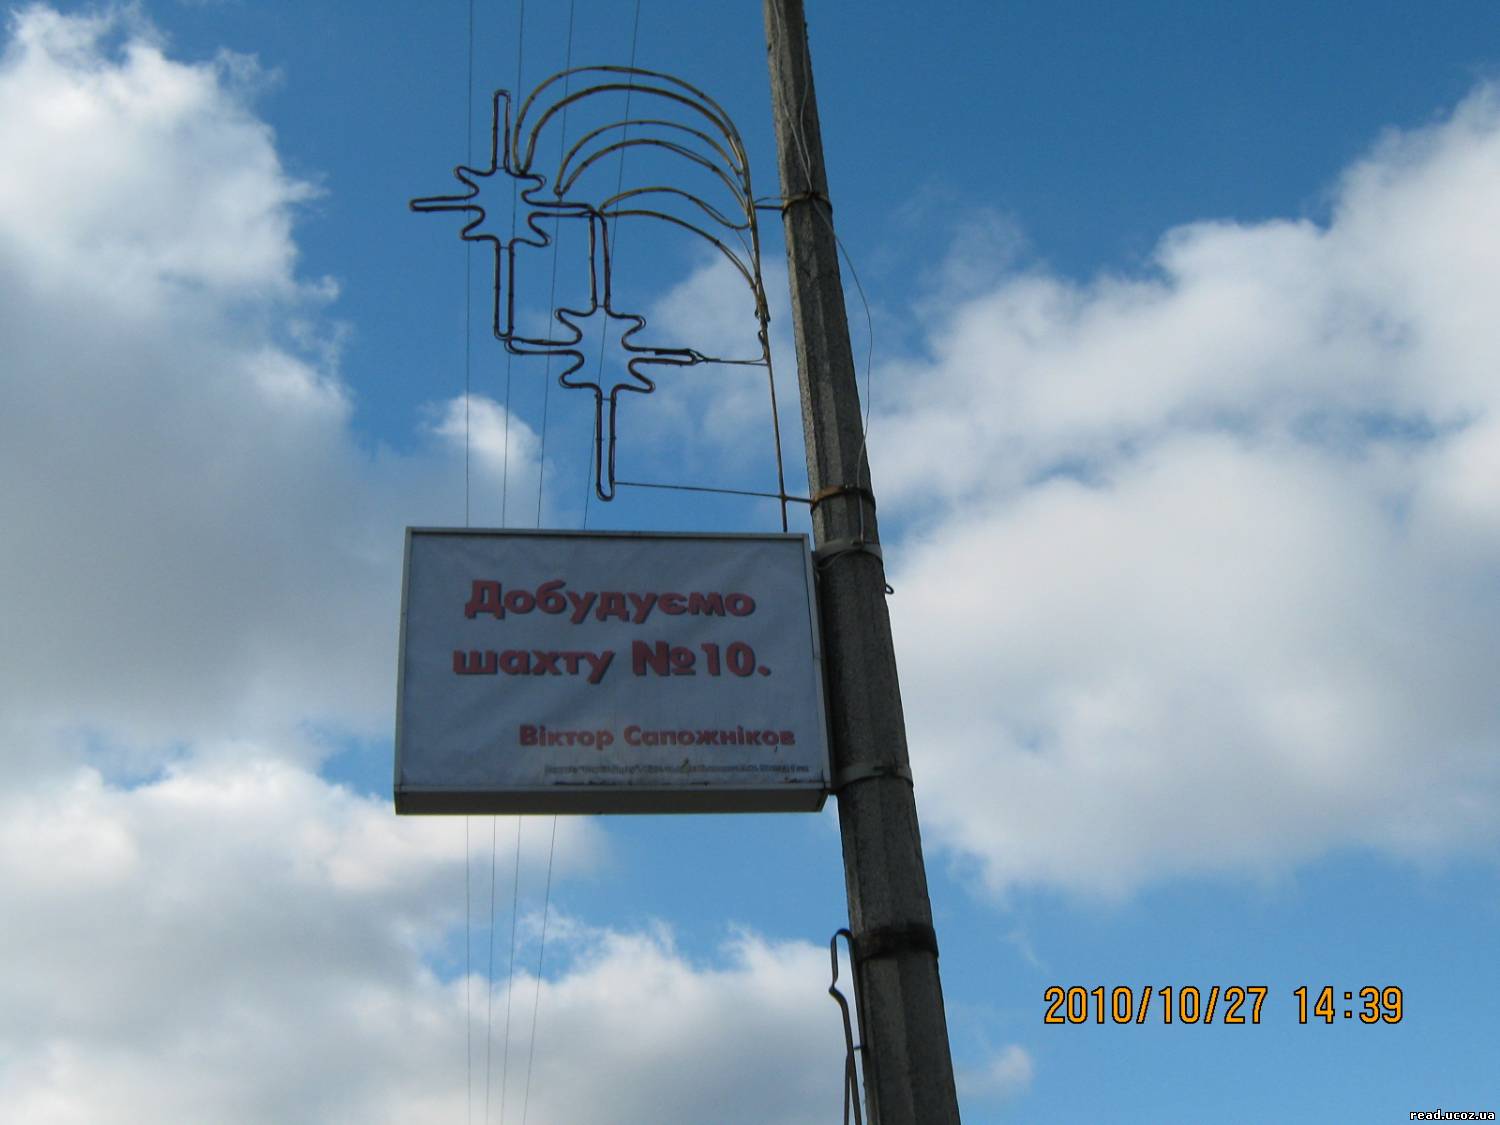 Добудуємо
шахту №10.
Віктор Сапожніков
2010/10/27 14:39
read.ucoz.ua